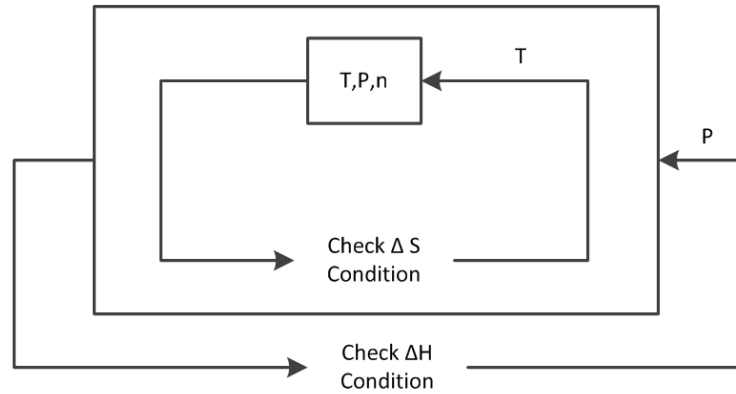 T
T,P,n
P
Check Δ S
Condition
Check ΔH
Condition